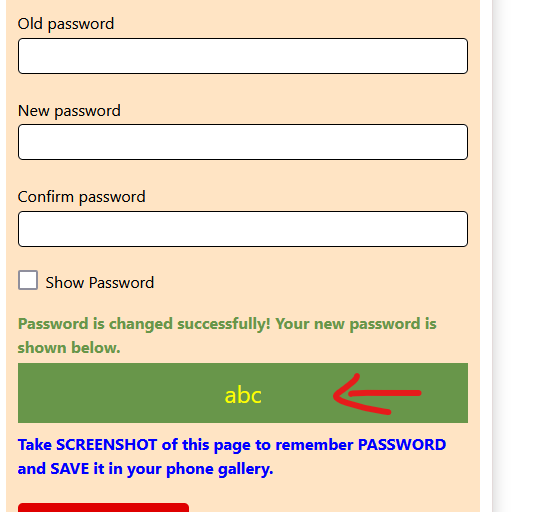 Old password
New password
Confirm password
Show Password
Password is changed successfully! Your new password is
shown below.
abc
Take SCREENSHOT of this page to remember PASSWORD
and SAVE it in your phone gallery.